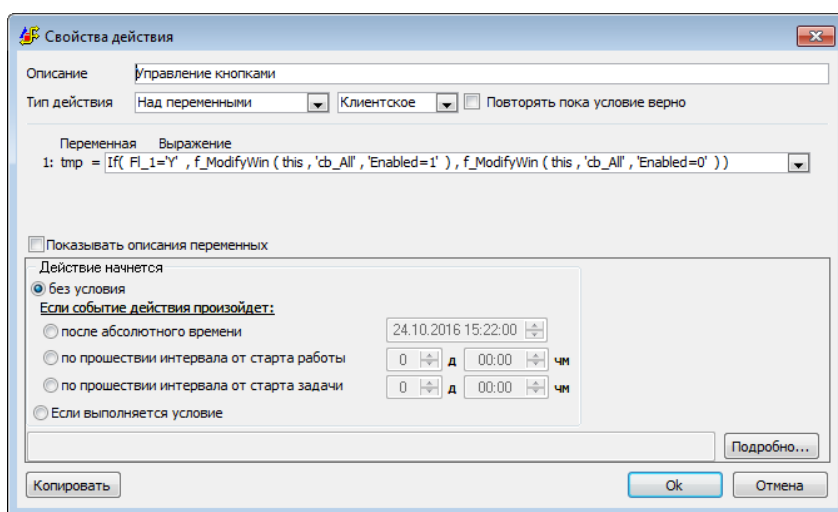 Свойства действия
Описание Управление кнопками
Тип действия Над переменными Клиентское Повторять пока условие верно
Переменная Выражение
1: tmp = If( Fl_1='Y' , f_ModifyWin ( this , 'cb_All' , 'Enabled=1' ) , f_ModifyWin ( this , 'cb_All' , 'Enabled=0' ) )
Показывать описания переменных
Действие начнется
без условия
Если событие действия произойдет:
после абсолютного времени 24.10.2016 15:22:00
по прошествии интервала от старта работы 0 д 00:00 чм
по прошествии интервала от старта задачи 0 д 00:00 чм
Если выполняется условие
Подробно...
Копировать Ok Отмена